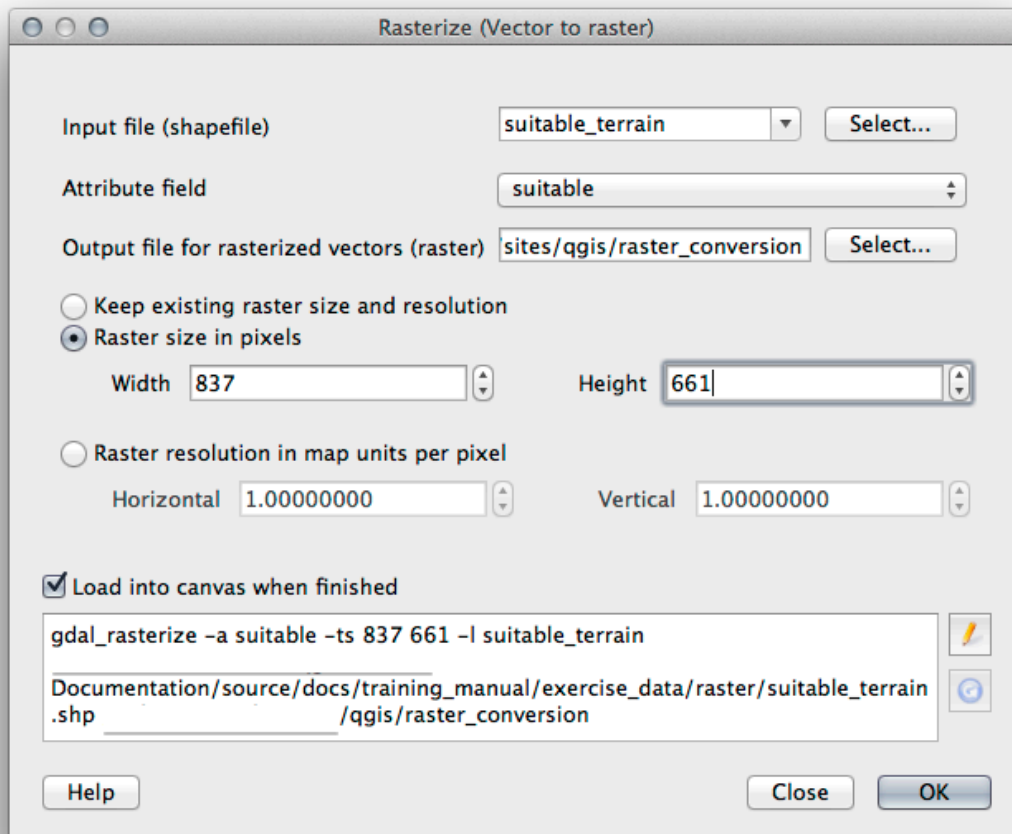 Rasterize (Vector to raster)
Input file (shapefile) suitable_terrain Select...
Attribute field suitable
Output file for rasterized vectors (raster) sites/qgis/raster_conversion Select...
Keep existing raster size and resolution
Raster size in pixels
Width 837 Height 661
Raster resolution in map units per pixel
Horizontal 1.00000000 Vertical 1.00000000
Load into canvas when finished
gdal_rasterize -a suitable -ts 837 661 -l suitable_terrain
Documentation/source/docs/training_manual/exercise_data/raster/suitable_terrain
.shp /qgis/raster_conversion
Help Close OK